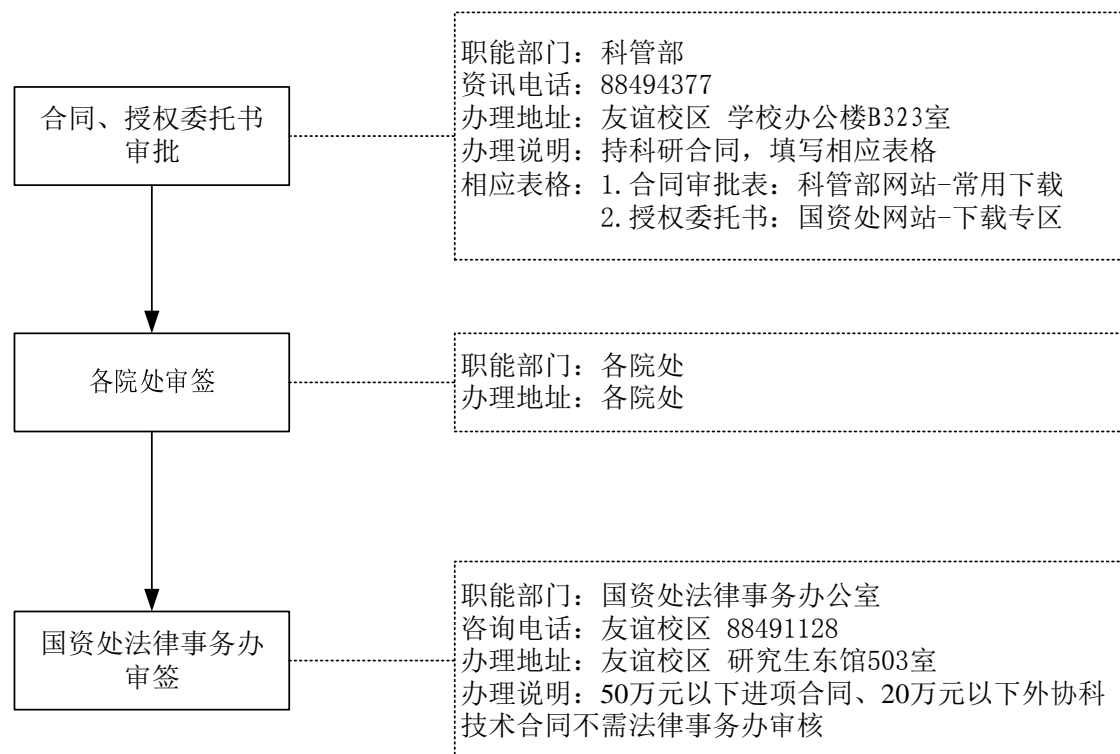 合同、授权委托书
审批
职能部门：科管部
资讯电话：88494377
办理地址：友谊校区 学校办公楼B323室
办理说明：持科研合同，填写相应表格
相应表格：1.合同审批表：科管部网站-常用下载
2.授权委托书：国资处网站-下载专区
各院处审签
职能部门：各院处
办理地址：各院处
国资处法律事务办
审签
职能部门：国资处法律事务办公室
咨询电话：友谊校区 88491128
办理地址：友谊校区 研究生东馆503室
办理说明：50万元以下进项合同、20万元以下外协科
技术合同不需法律事务办审核